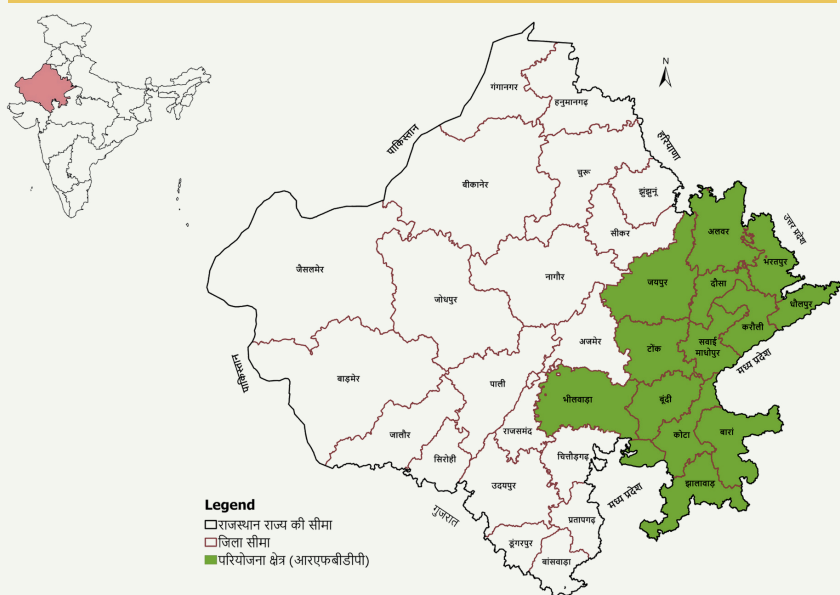 N
गंगानगर
हनुमानगढ़
पाकिस्तान
हरियाणा
चुरू
झुंझुनूं
बीकानेर
सीकर
उत्तर प्रदेश
अलवर
भरतपुर
जैसलमेर
नागौर
जयपुर
दौसा
जोधपुर
धौलपुर
करौली
अजमेर
टोंक
सवाई
माधोपुर
पाकिस्तान
मध्य प्रदेश
बाड़मेर
पाली
भीलवाड़ा
बूंदी
जालौर
राजसमंद
कोटा
बारां
सिरोही
चित्तौड़गढ़
उदयपुर
झालावाड़
मध्य प्रदेश
गुजरात
प्रतापगढ़
डूंगरपुर
बांसवाड़ा
Legend
राजस्थान राज्य की सीमा
जिला सीमा
परियोजना क्षेत्र (आरएफबीडीपी)